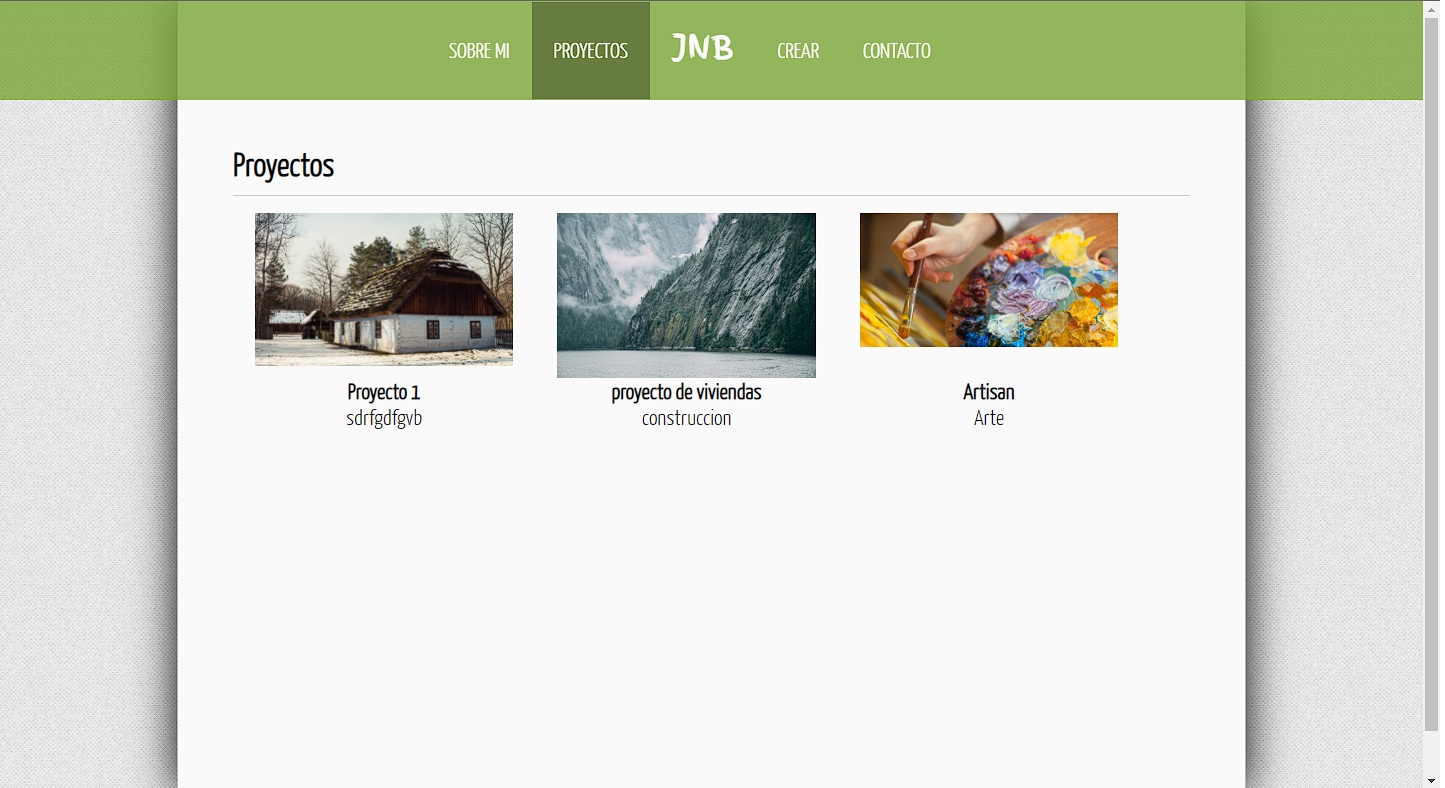 SOBRE MI
PROYECTOS
JNB
CREAR
CONTACTO
Proyectos
Proyecto 1
sdrfgdfgvb
proyecto de viviendas
construccion
Artisan
Arte